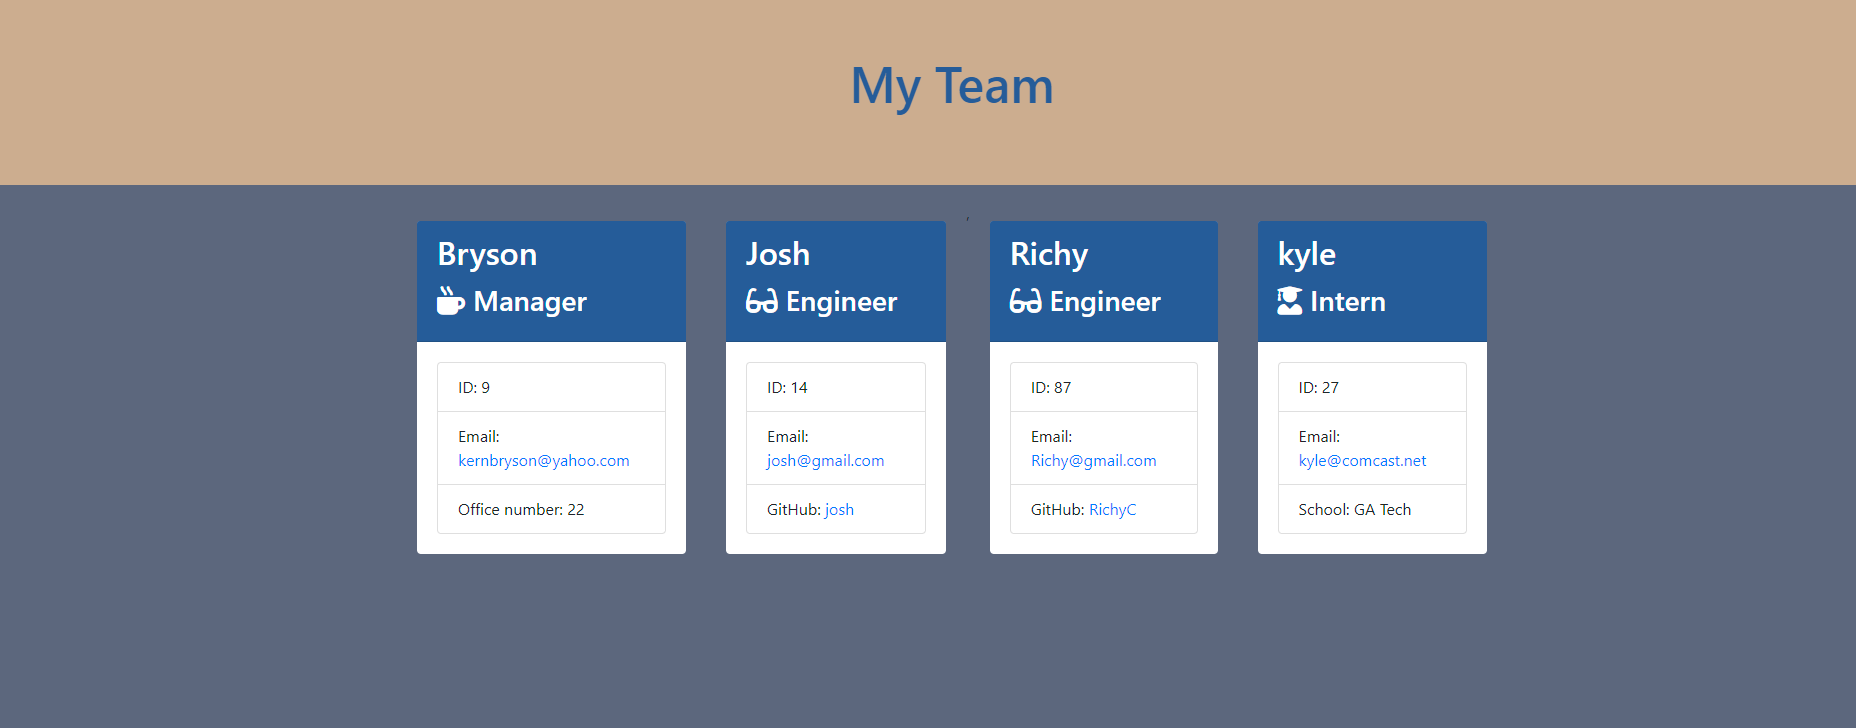 My Team
Bryson
Manager
ID: 9
Email:
kernbryson@yahoo.com
Office number: 22
Josh
Engineer
ID: 14
Email:
josh@gmail.com
GitHub: josh
,
Richy
Engineer
ID: 87
Email:
Richy@gmail.com
GitHub: RichyC
kyle
Intern
ID: 27
Email:
kyle@comcast.net
School: GA Tech